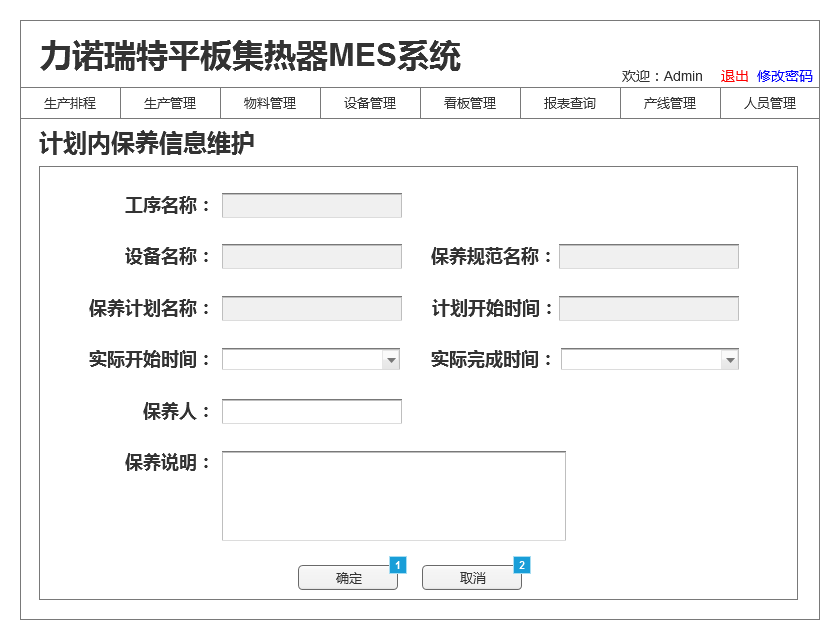 力诺瑞特平板集热器MES系统
欢迎：Admin 退出 修改密码
生产排程 生产管理 物料管理 设备管理 看板管理 报表查询 产线管理 人员管理
计划内保养信息维护
工序名称：
设备名称： 保养规范名称：
保养计划名称： 计划开始时间：
实际开始时间： 实际完成时间：
保养人：
保养说明：
确定 1 取消 2